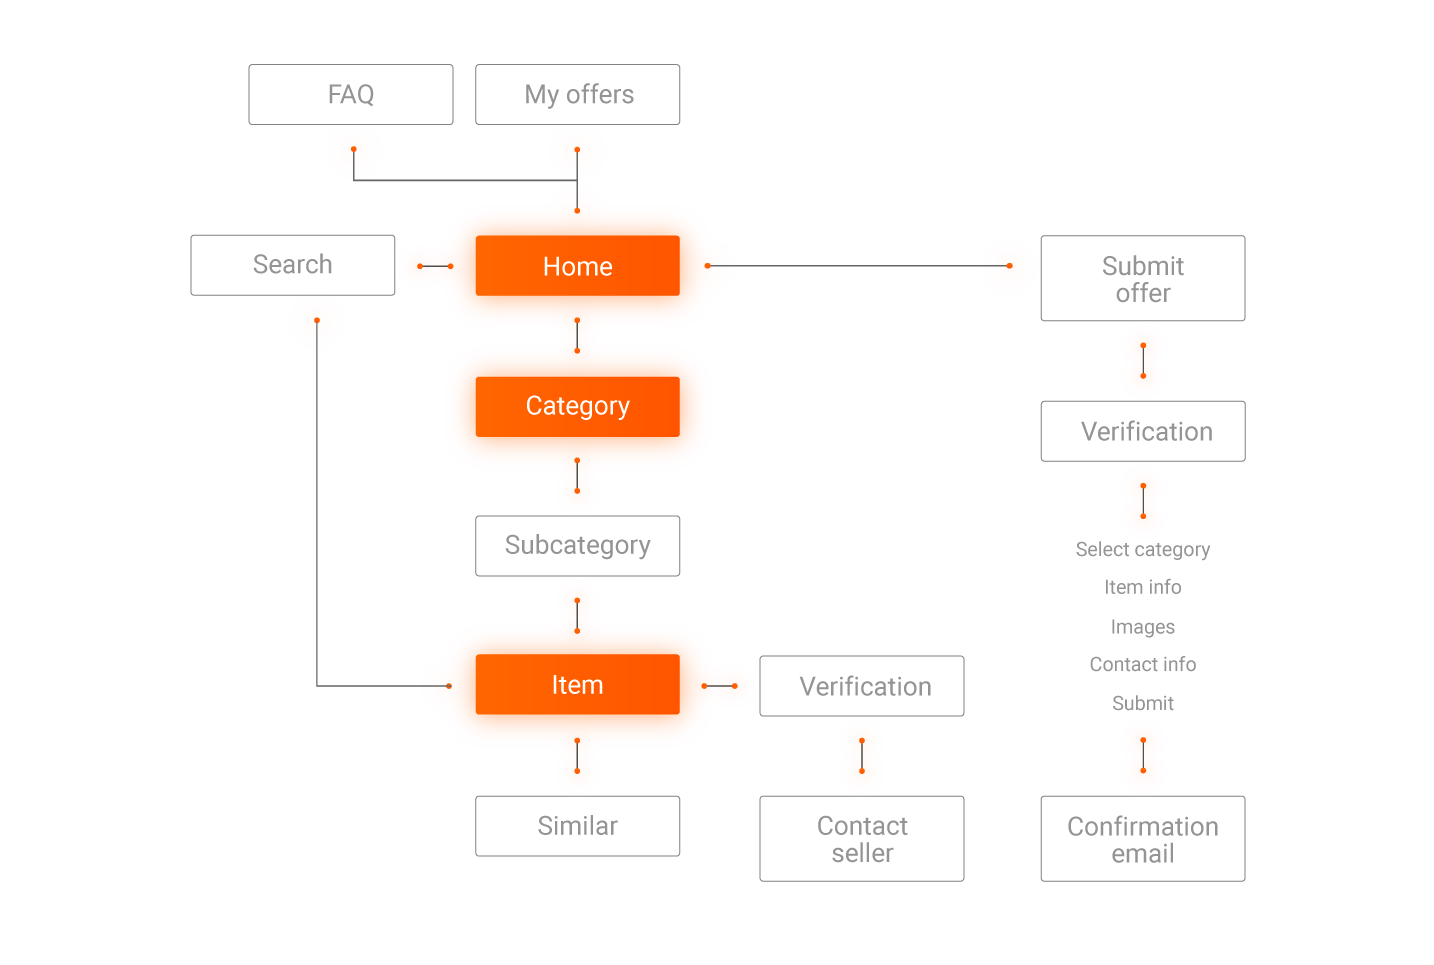 FAQ
My offers
Search
Home
Submit
offer
Category
Verification
Subcategory
Select category
Item info
Images
Contact info
Submit
Item
Verification
Similar
Contact
seller
Confirmation
email